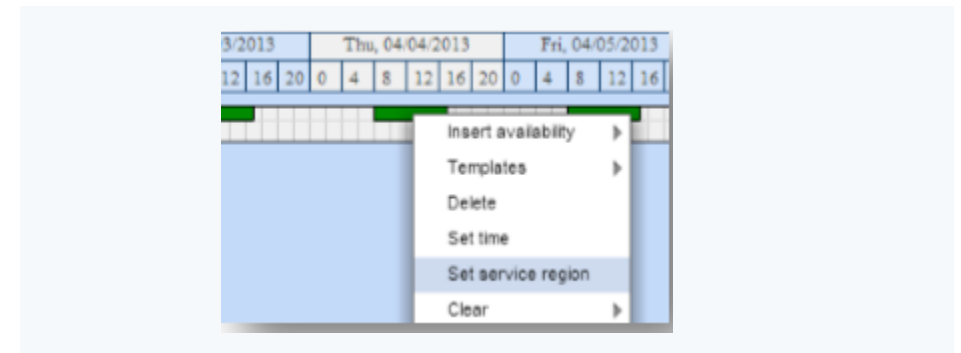 3/2013 Thu, 04/04/2013 Fri, 04/05/2013
12 16 20 0 4 8 12 16 20 0 4 8 12 16
Insert availability
Templates
Delete
Set time
Set service region
Clear